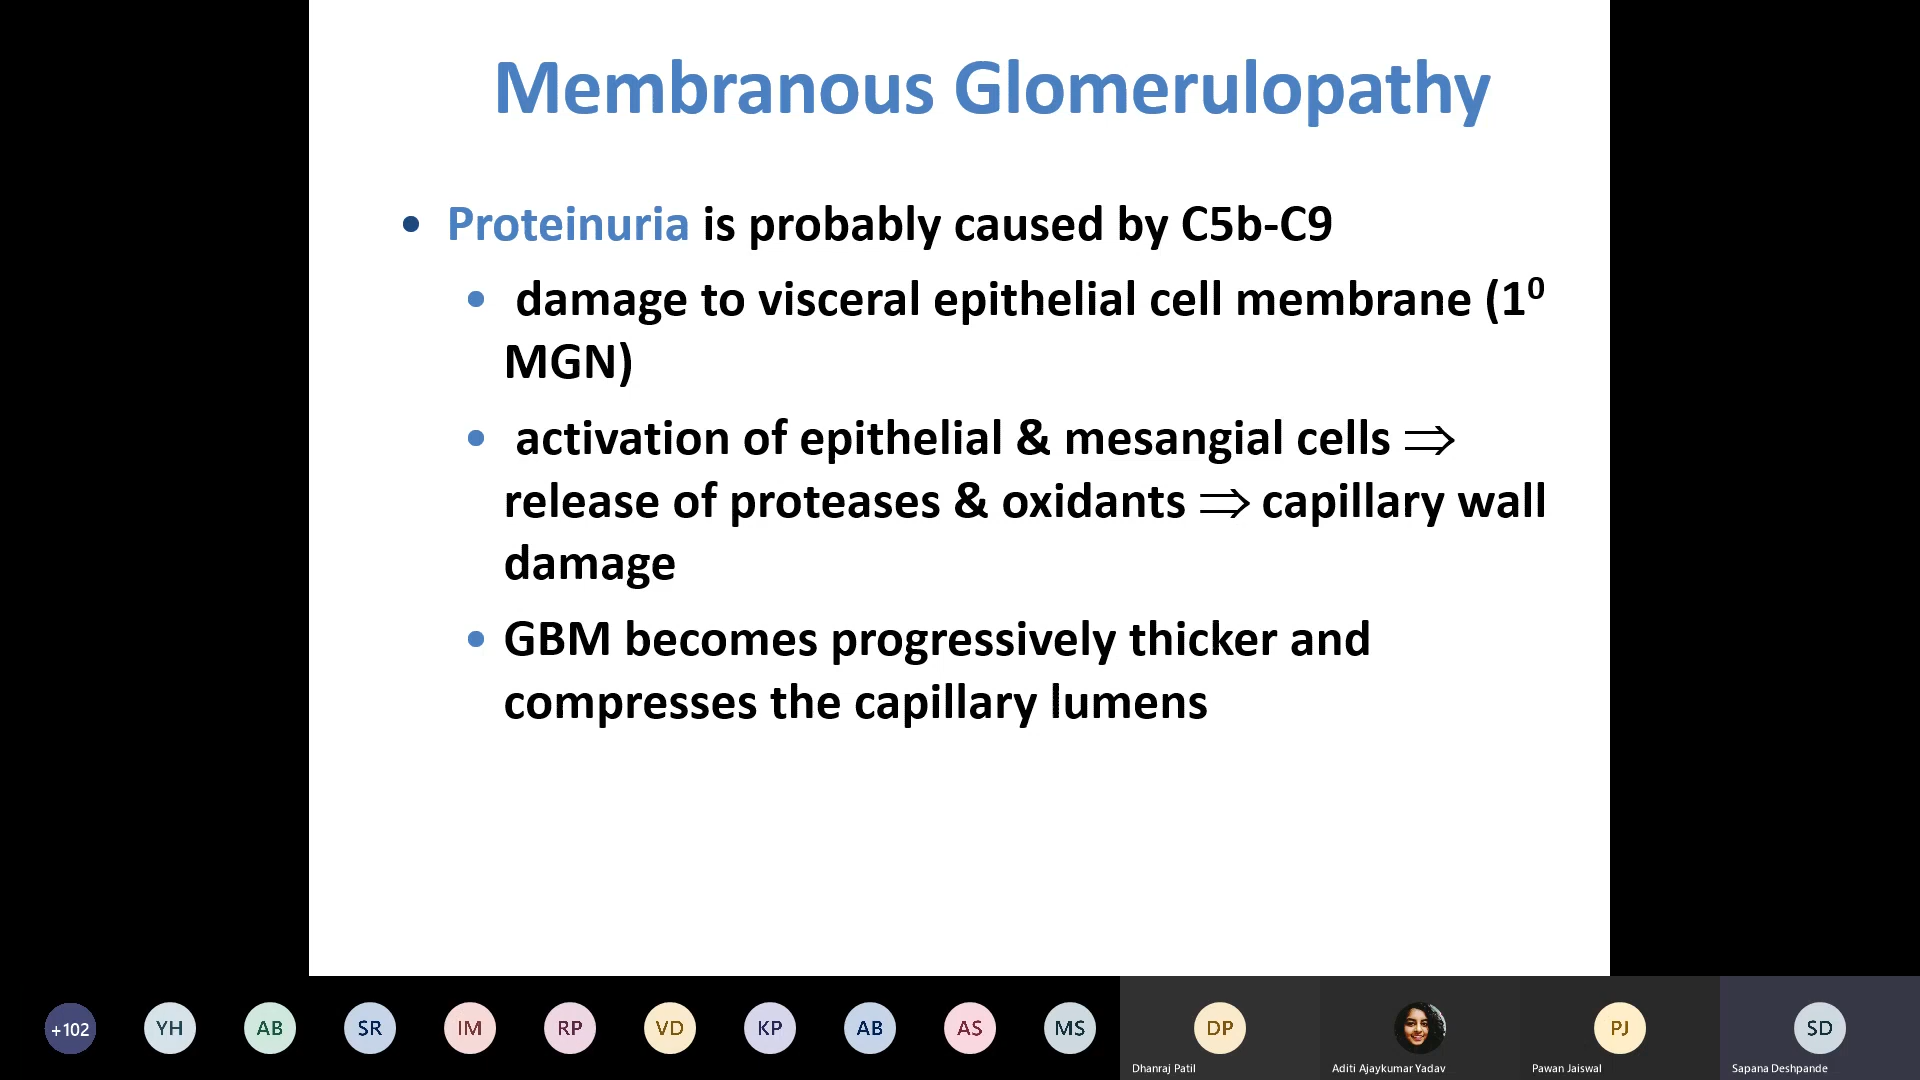 Membranous Glomerulopathy
• Proteinuria is probably caused by C5b-C9
• damage to visceral epithelial cell membrane (1⁰
MGN)
• activation of epithelial & mesangial cells ⇒
release of proteases & oxidants ⇒ capillary wall
damage
• GBM becomes progressively thicker and
compresses the capillary lumens
+102 YH AB SR IM RP VD KP AB AS MS DP PJ SD
Dhanraj Patil Aditi Ajaykumar Yadav Pawan Jaiswal Sapana Deshpande